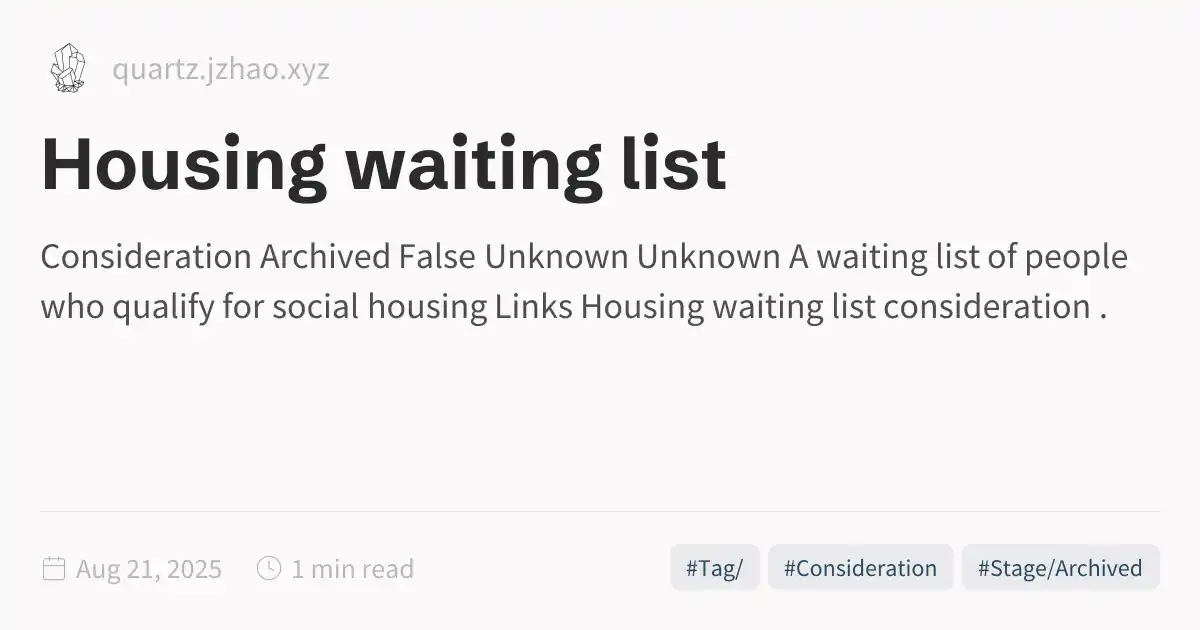 quartz.jzhao.xyz
Housing waiting list
Consideration Archived False Unknown Unknown A waiting list of people
who qualify for social housing Links Housing waiting list consideration .
Aug 21, 2025 1 min read #Tag/ #Consideration #Stage/Archived